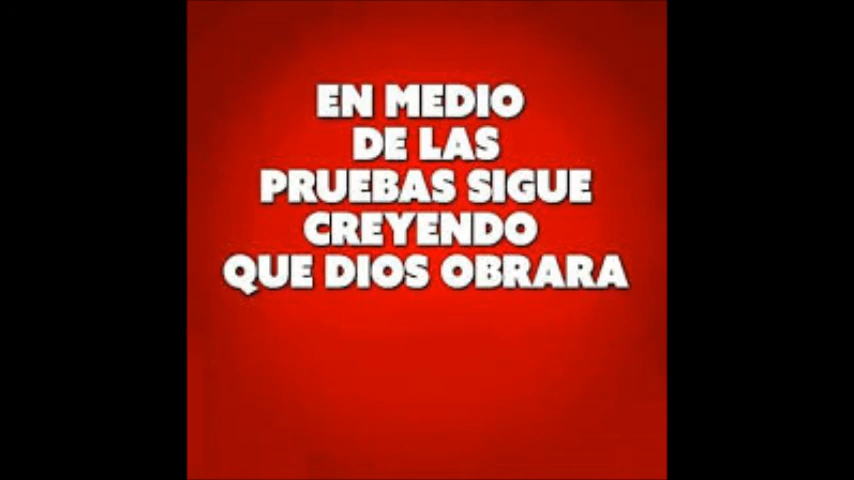 EN MEDIO
DE LAS
PRUEBAS SIGUE
CREYENDO
QUE DIOS OBRARA